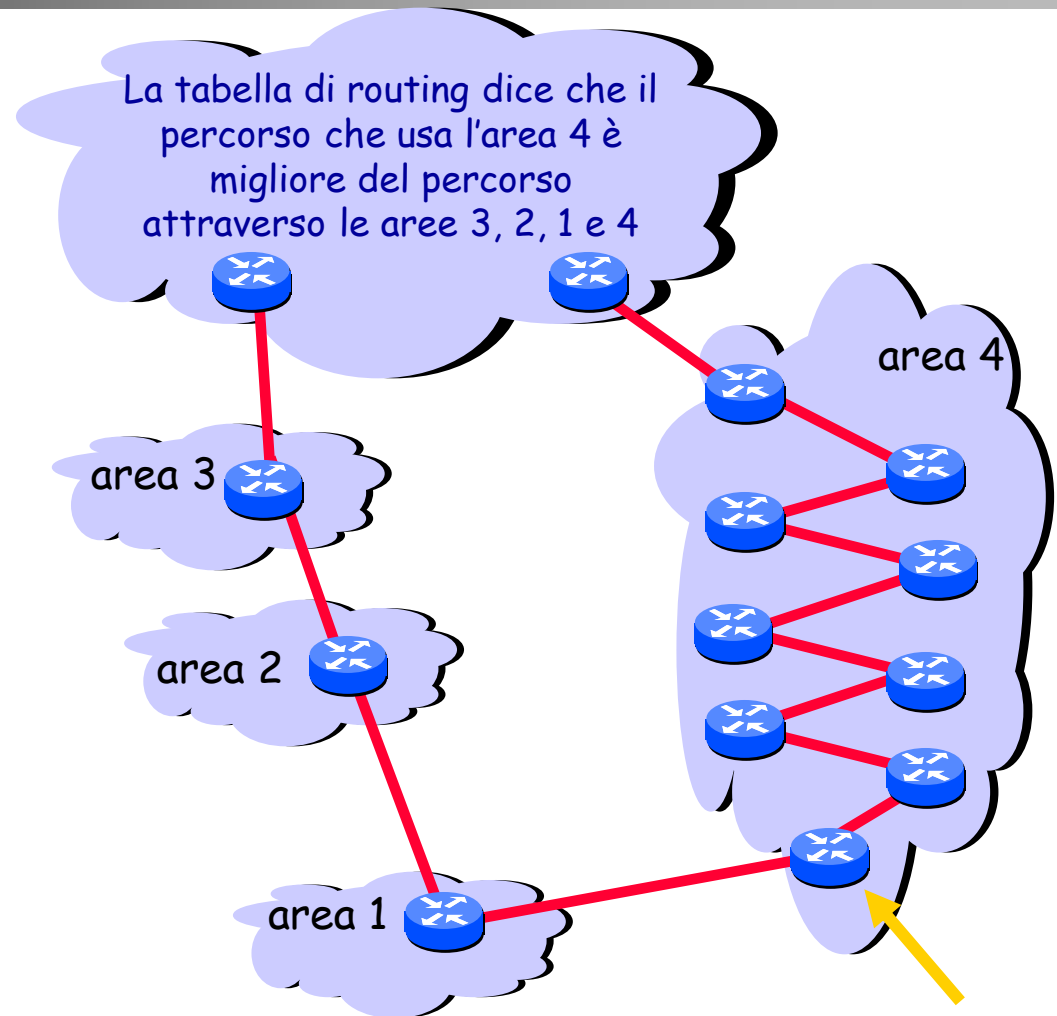 La tabella di routing dice che il
percorso che usa l'area 4 è
migliore del percorso
attraverso le aree 3, 2, 1 e 4
area 4
area 3
area 2
area 1